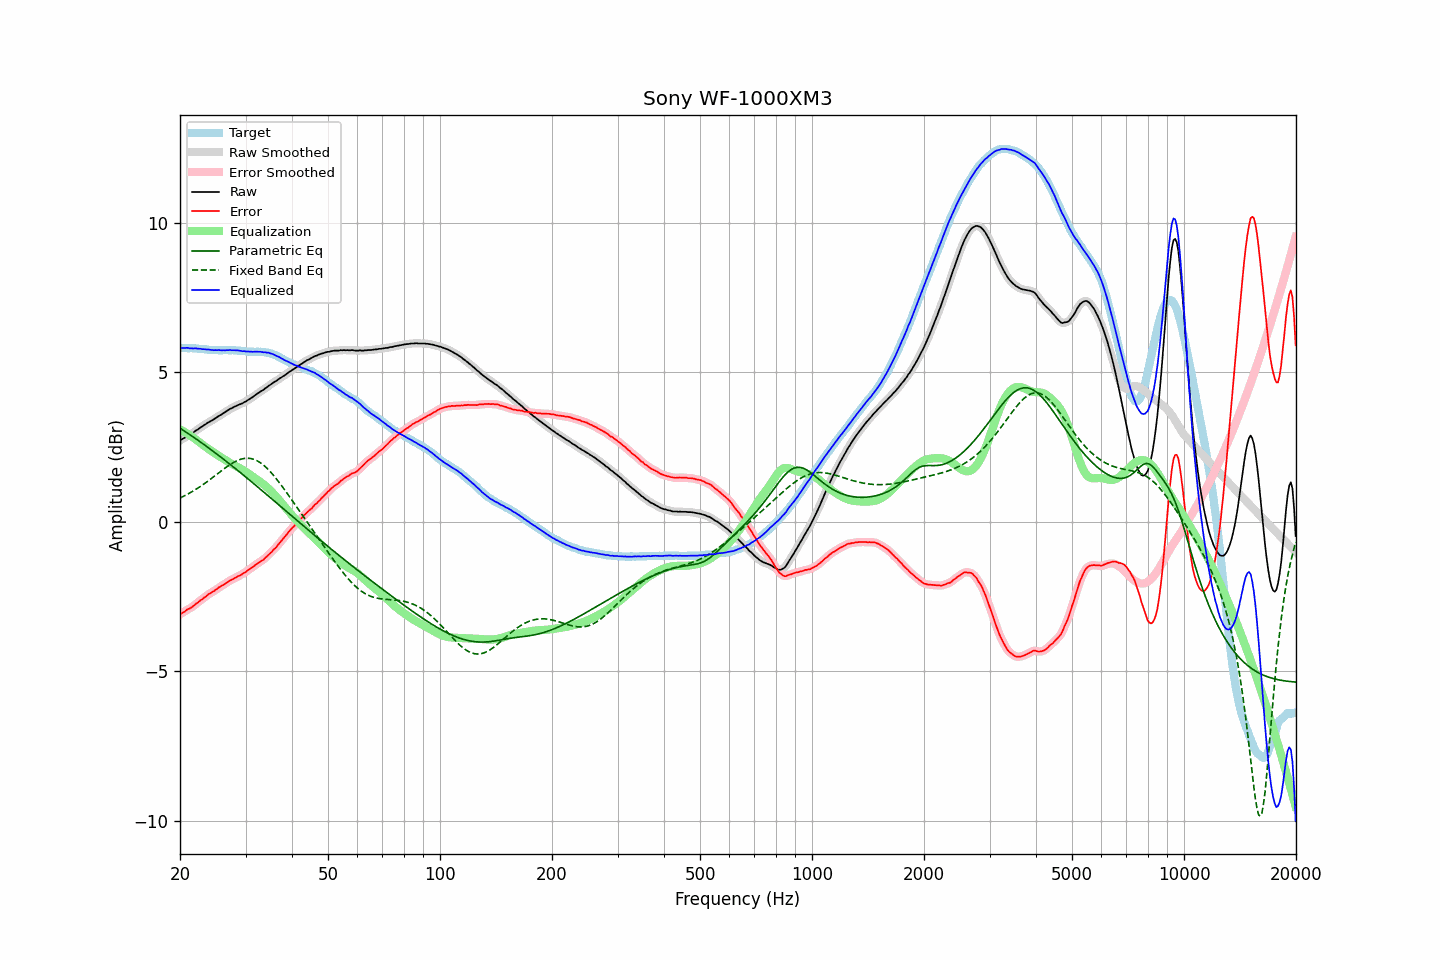 Sony WF-1000XM3
Target
Raw Smoothed
Error Smoothed
Raw
Error
Equalization
Parametric Eq
Fixed Band Eq
Equalized
Amplitude (dBr)
10
5
0
−5
−10
20 50 100 200 500 1000 2000 5000 10000 20000
Frequency (Hz)